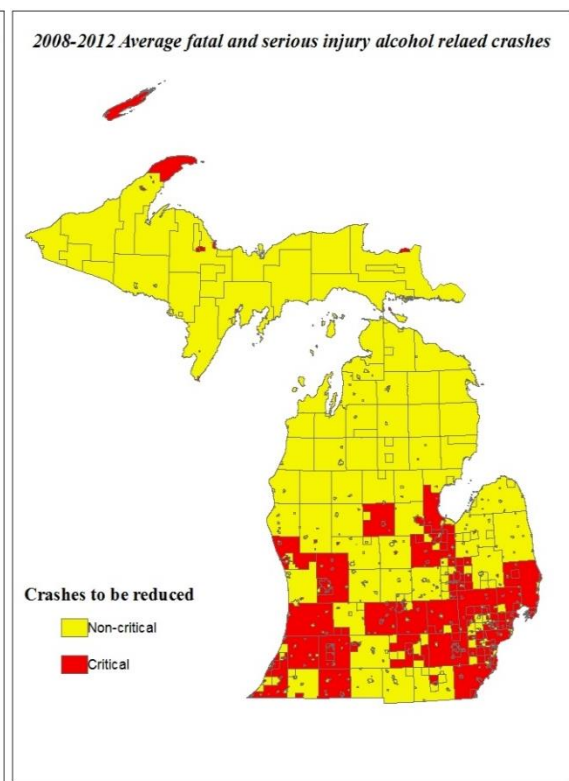 2008-2012 Average fatal and serious injury alcohol relaed crashes
Crashes to be reduced
Non-critical
Critical